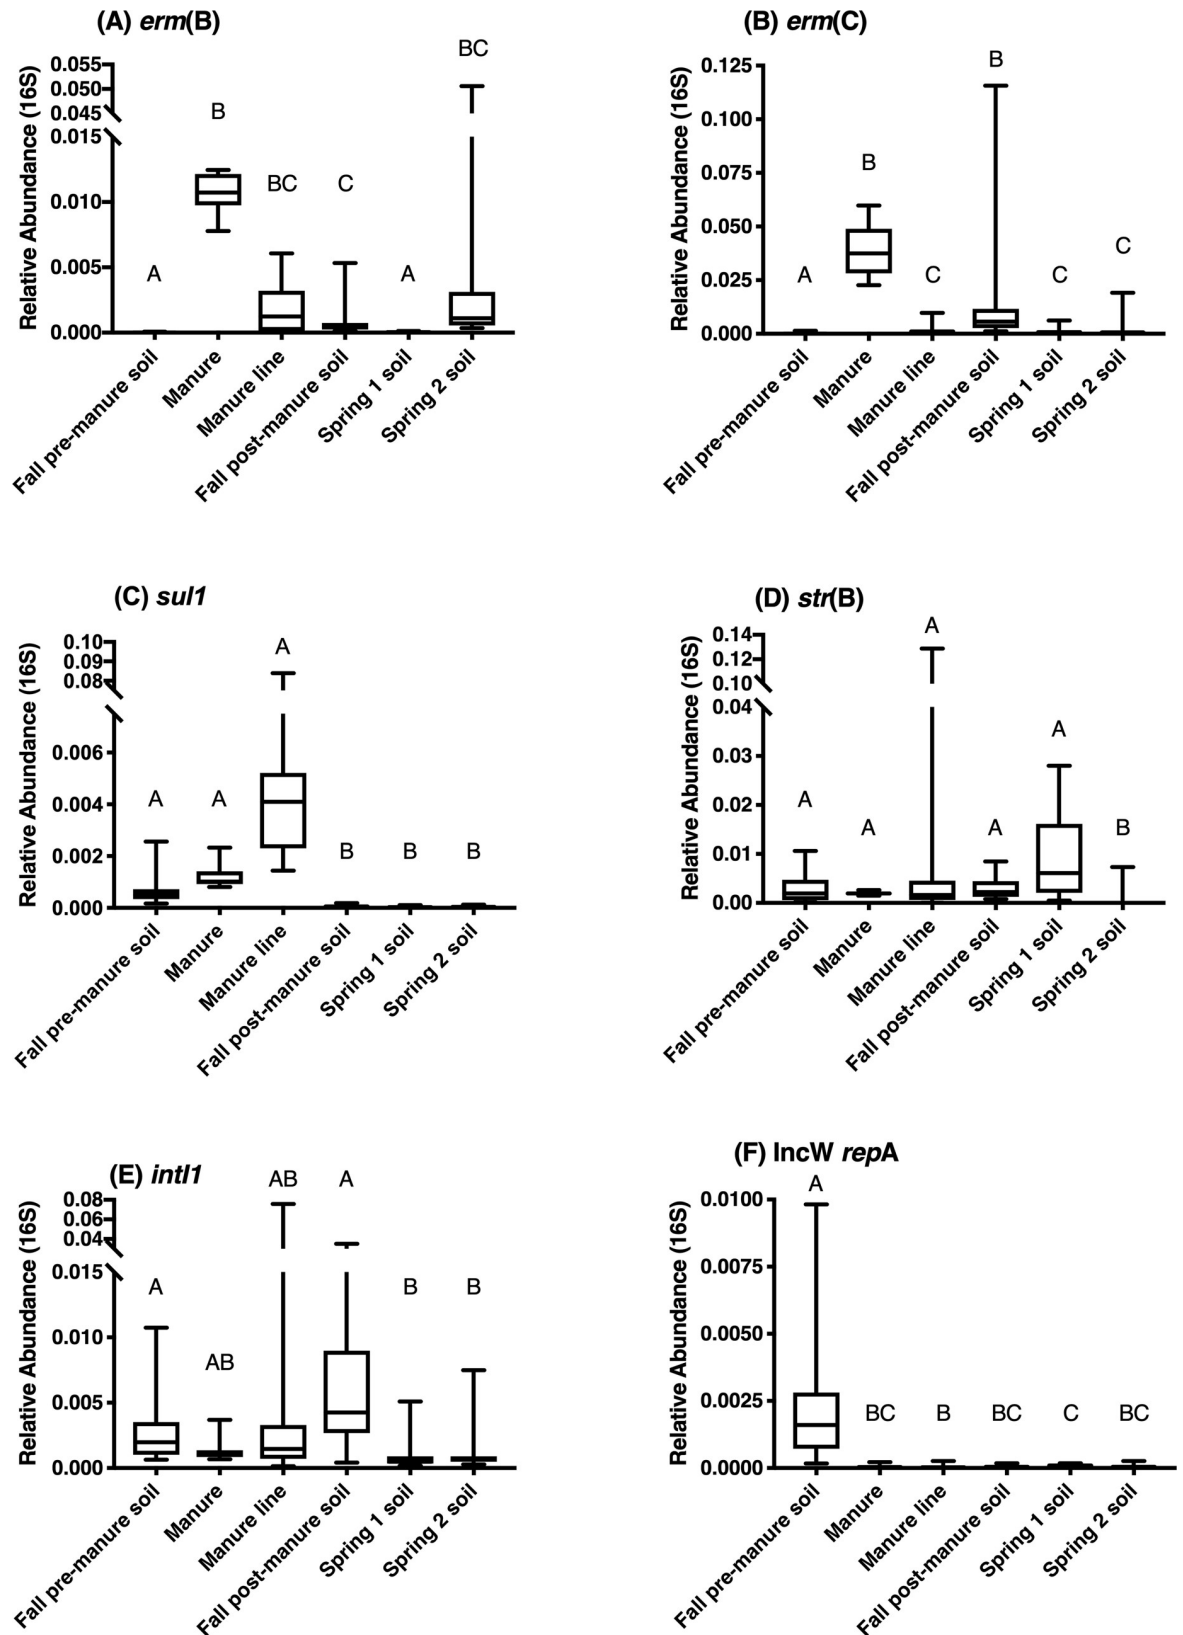 (A) erm(B)
Relative Abundance (16S)
0.055
0.050
0.045
0.015
0.010
0.005
0.000
A
B
BC
C
A
BC
Fall pre-manure soil
Manure
Manure line
Fall post-manure soil
Spring 1 soil
Spring 2 soil
(B) erm(C)
Relative Abundance (16S)
0.125
0.100
0.075
0.050
0.025
0.000
A
B
C
B
C
C
Fall pre-manure soil
Manure
Manure line
Fall post-manure soil
Spring 1 soil
Spring 2 soil
(C) sul1
Relative Abundance (16S)
0.10
0.09
0.08
0.006
0.004
0.002
0.000
A
A
A
B
B
B
Fall pre-manure soil
Manure
Manure line
Fall post-manure soil
Spring 1 soil
Spring 2 soil
(D) str(B)
Relative Abundance (16S)
0.14
0.12
0.10
0.04
0.03
0.02
0.01
0.00
A
A
A
A
A
B
Fall pre-manure soil
Manure
Manure line
Fall post-manure soil
Spring 1 soil
Spring 2 soil
(E) intI1
Relative Abundance (16S)
0.08
0.06
0.04
0.015
0.010
0.005
0.000
A
AB
AB
A
B
B
Fall pre-manure soil
Manure
Manure line
Fall post-manure soil
Spring 1 soil
Spring 2 soil
(F) IncW repA
Relative Abundance (16S)
0.0100
0.0075
0.0050
0.0025
0.0000
A
BC
B
BC
C
BC
Fall pre-manure soil
Manure
Manure line
Fall post-manure soil
Spring 1 soil
Spring 2 soil